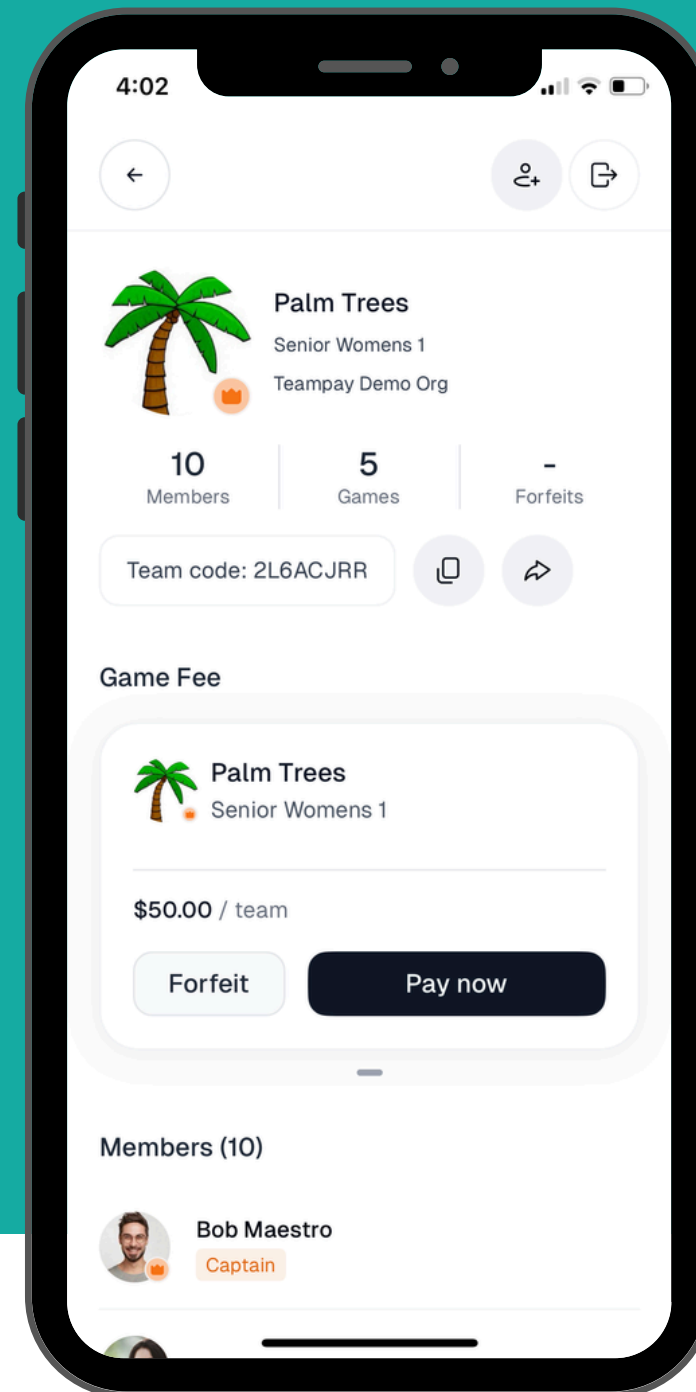 4:02
Palm Trees
Senior Womens 1
Teampay Demo Org
10
Members
5
Games
-
Forfeits
Team code: 2L6ACJRR
Game Fee
Palm Trees
Senior Womens 1
$50.00 / team
Forfeit
Pay now
Members (10)
Bob Maestro
Captain